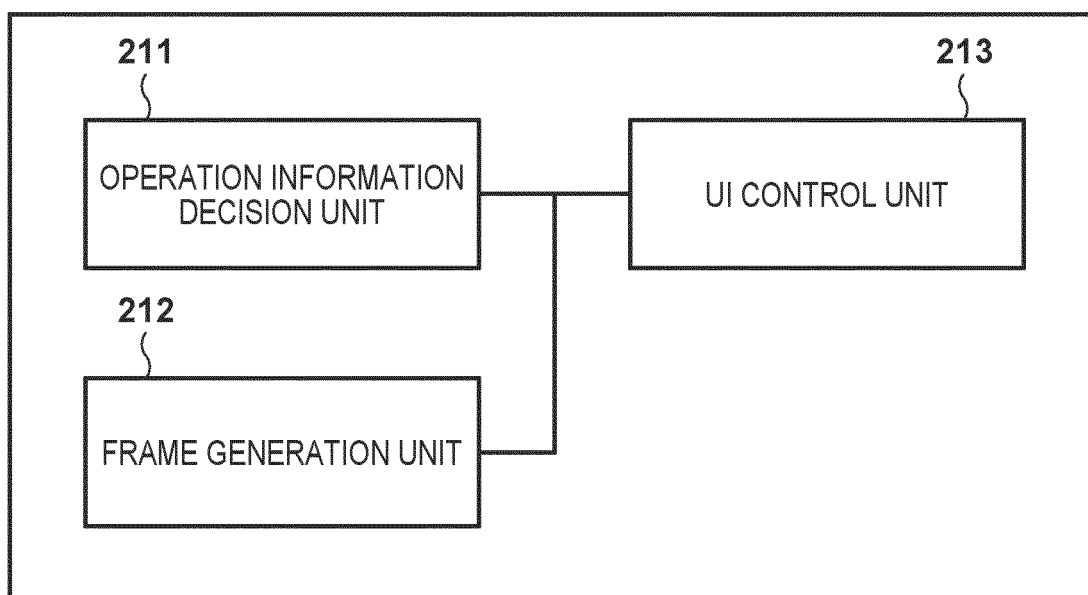 211
OPERATION INFORMATION
DECISION UNIT
213
UI CONTROL UNIT
212
FRAME GENERATION UNIT